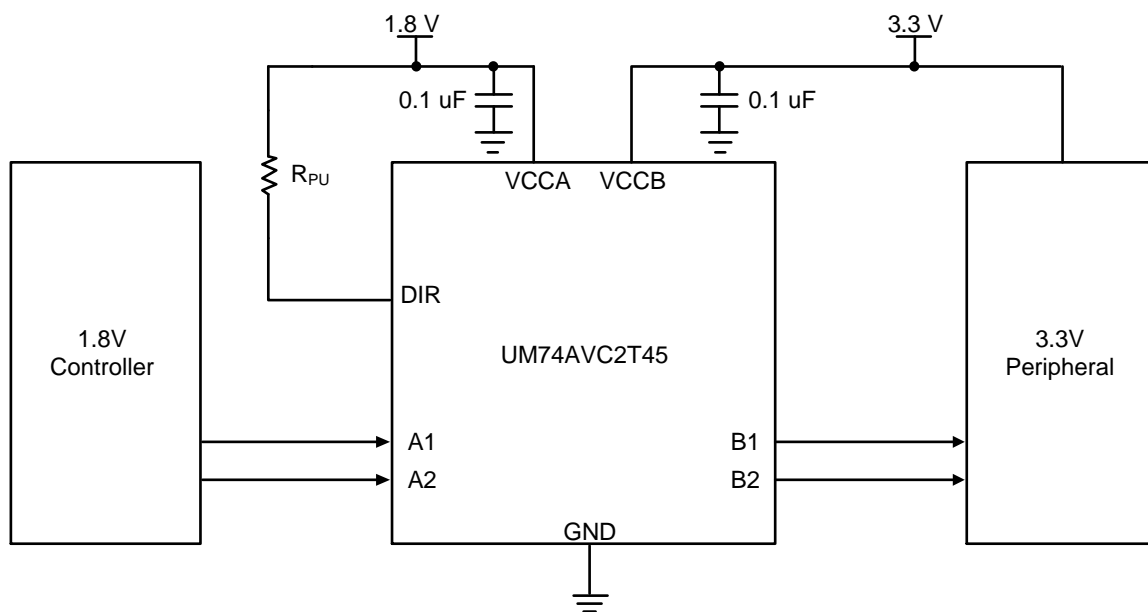 1.8 V
3.3 V
0.1 uF
0.1 uF
R_PU
VCCA
VCCB
DIR
1.8V
Controller
UM74AVC2T45
3.3V
Peripheral
A1
B1
A2
B2
GND